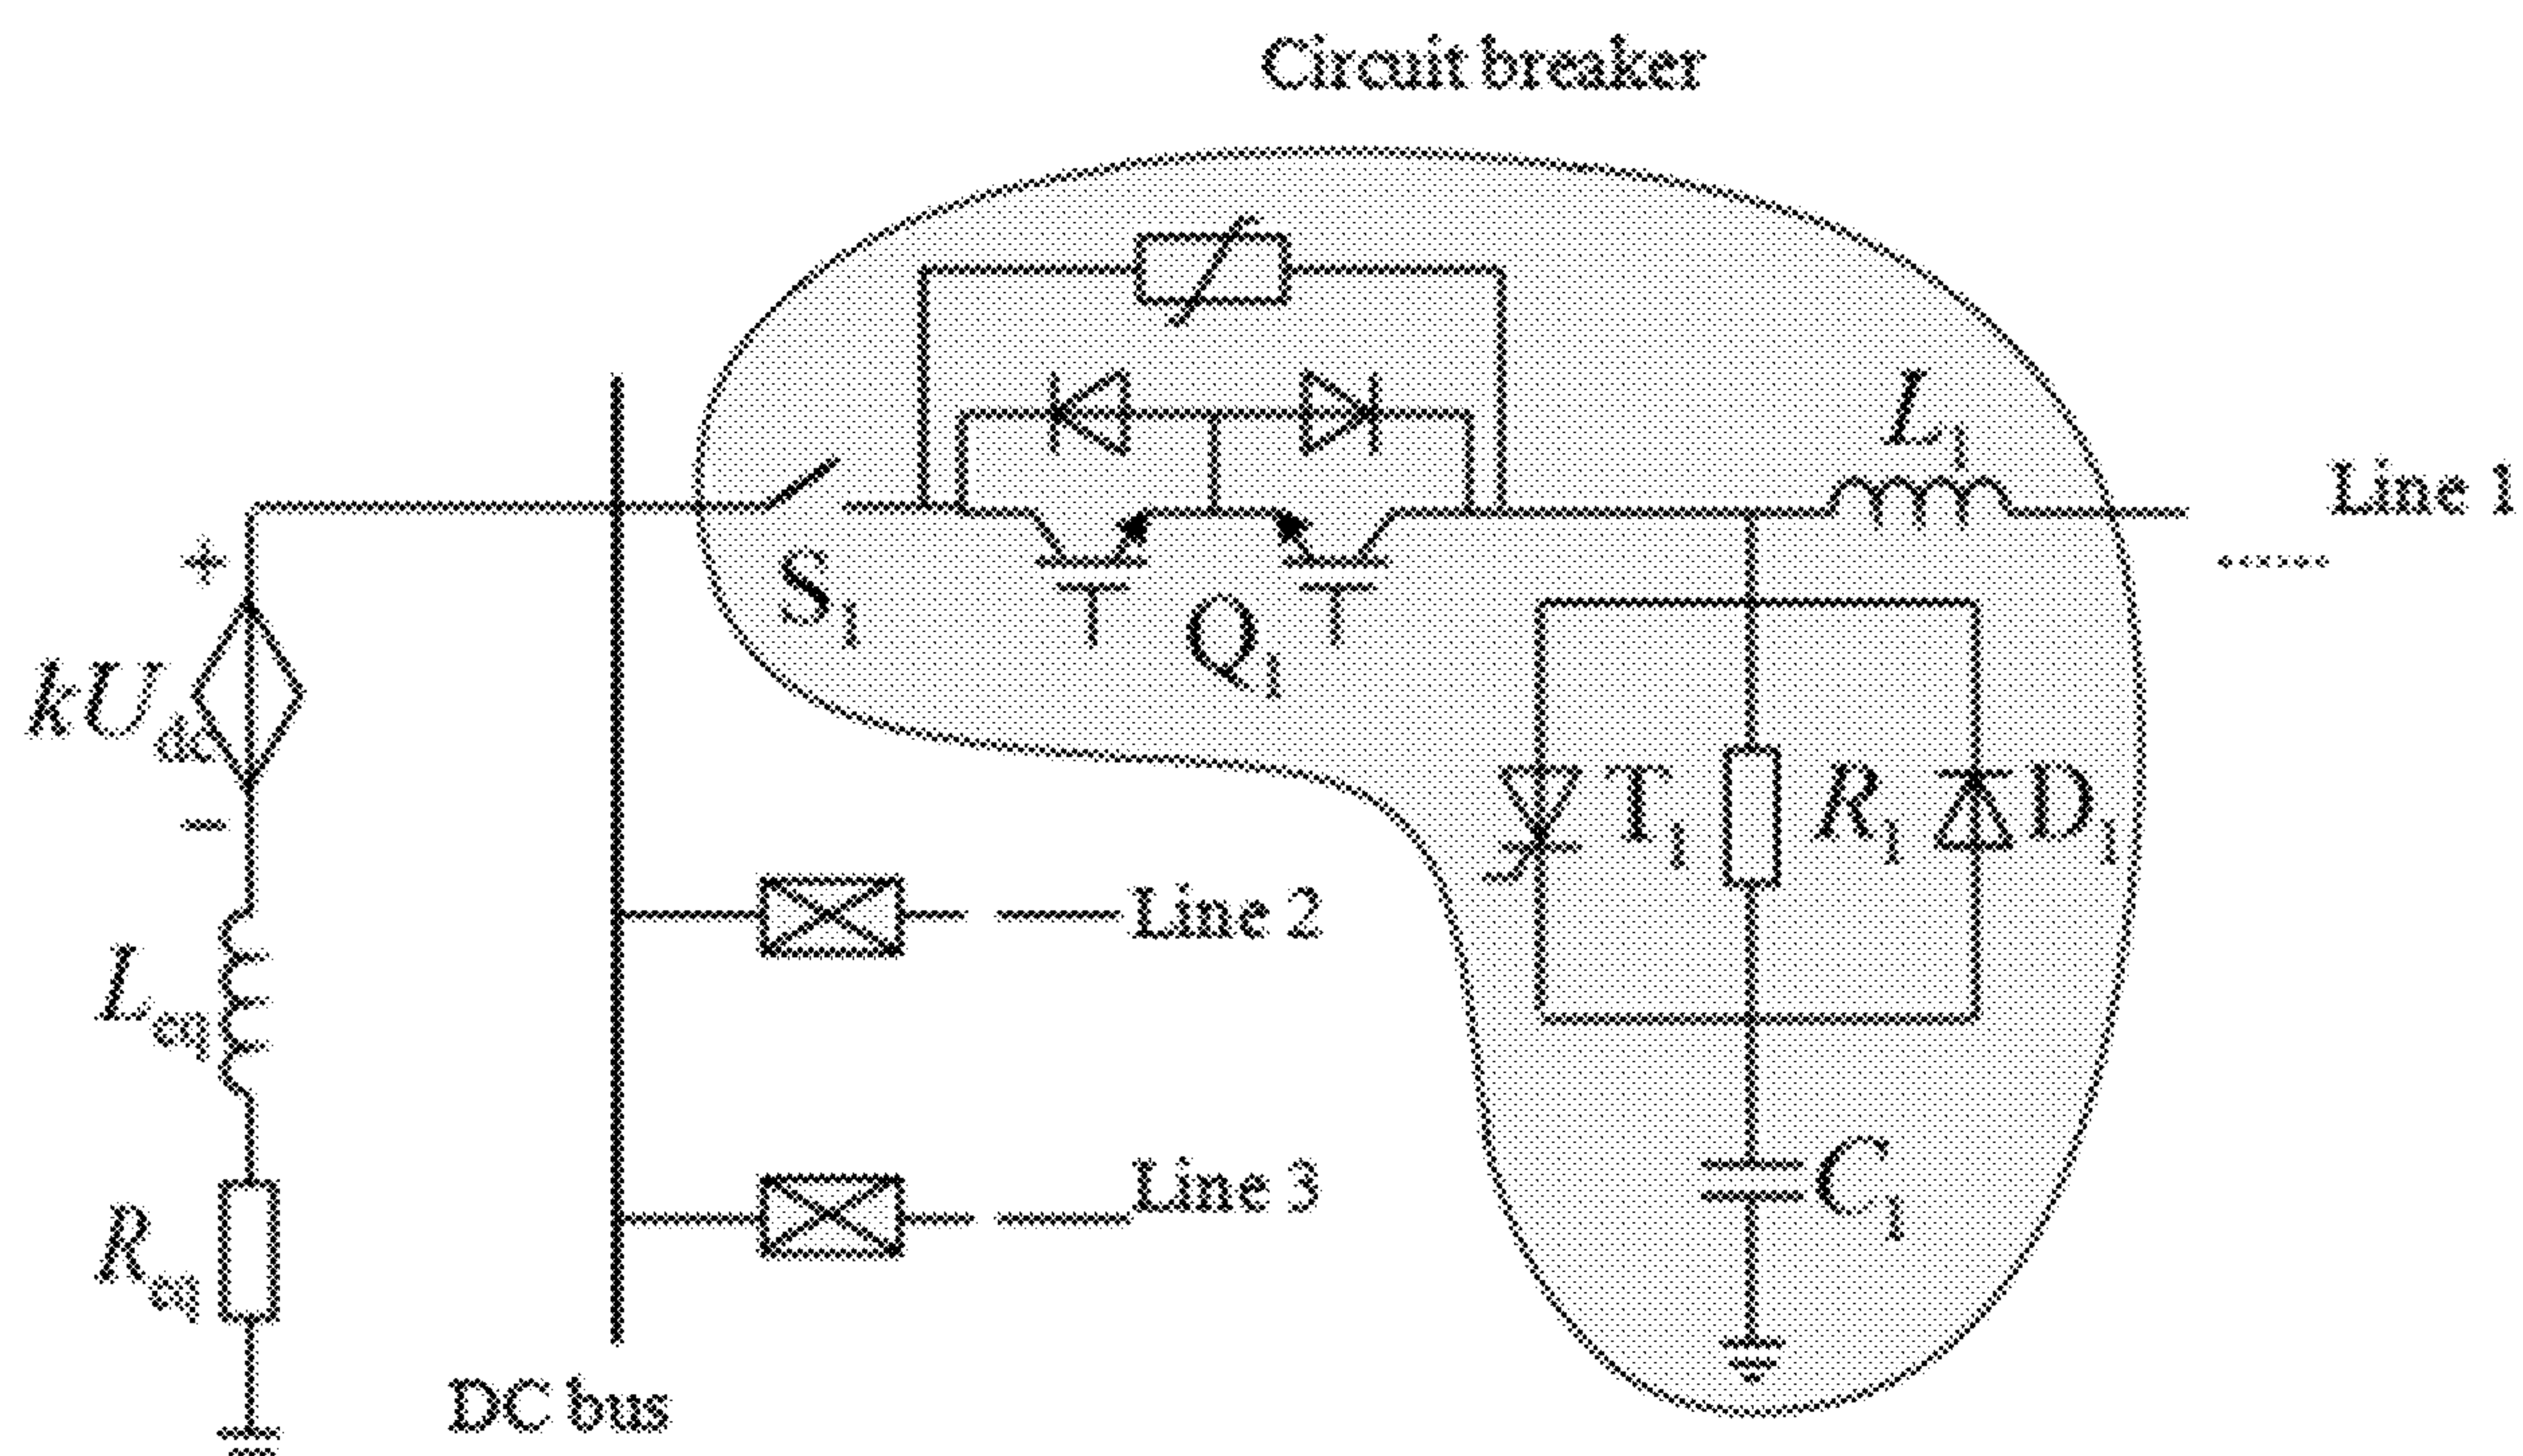 Circuit breaker
L1
Line 1
+
S1
Q1
kUdc
T1
R1
D1
−
Line 2
Leq
C1
Line 3
Req
DC bus